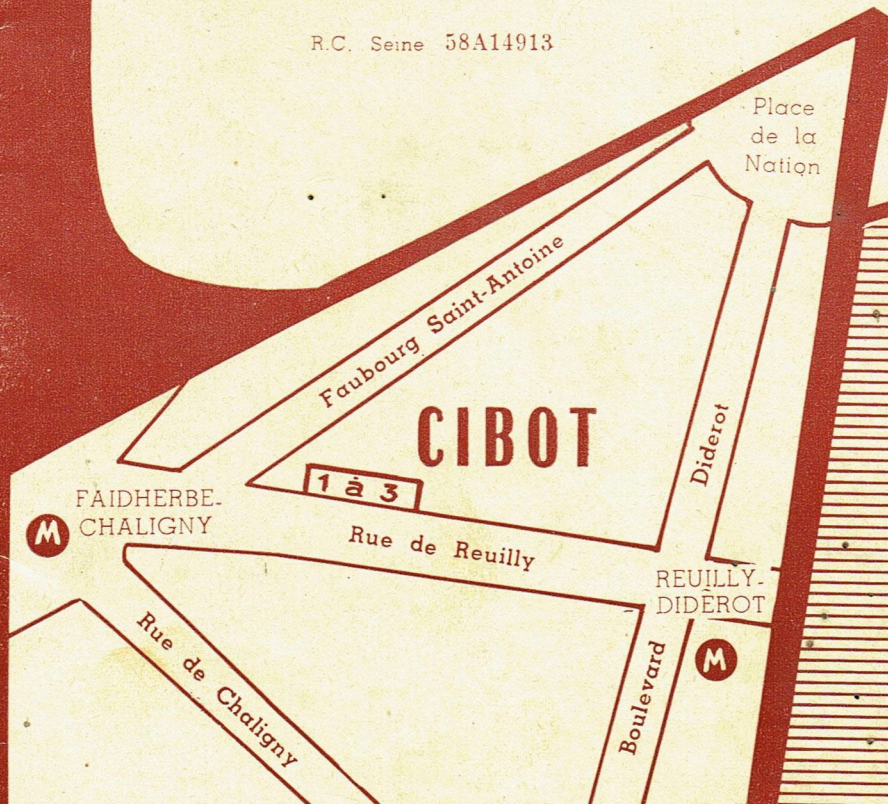 R.C. Seine 58A14913
Place
de la
Nation
Faubourg Saint-Antoine
CIBOT
Diderot
1 à 3
FAIDHERBE-
CHALIGNY
M
Rue de Reuilly
REUILLY-
DIDEROT
M
Rue de Chaligny
Boulevard